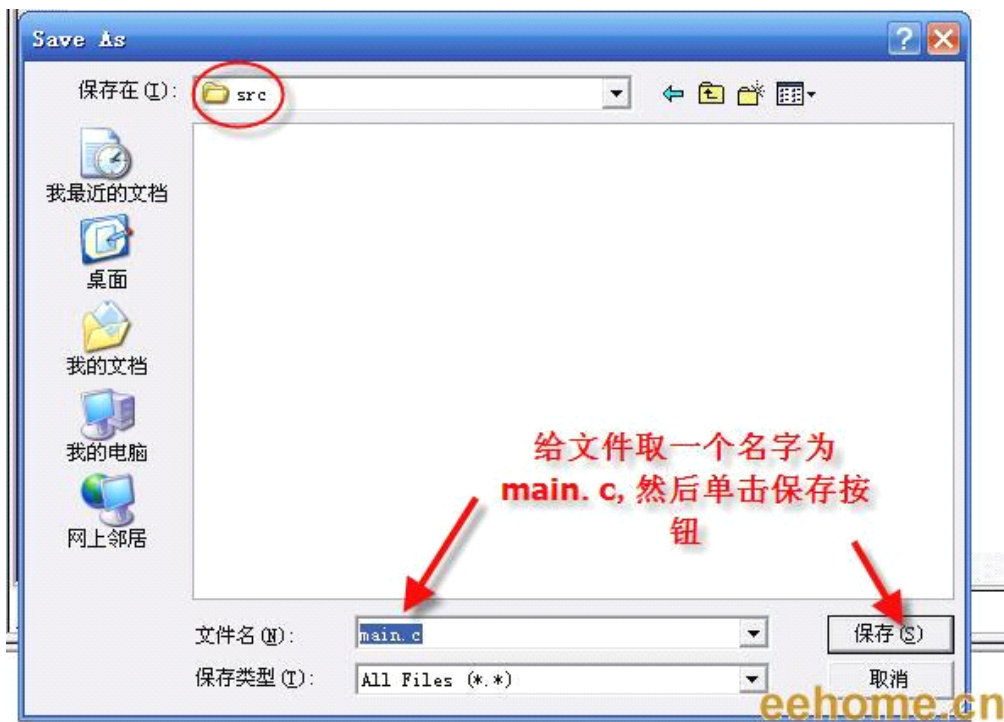 Save As
保存在(I):
src
我最近的文档
桌面
我的文档
我的电脑
网上邻居
给文件取一个名字为
main. c, 然后单击保存按
钮
文件名(N):
main.c
保存(S)
保存类型(T):
All Files (*.*)
取消
eehome.cn